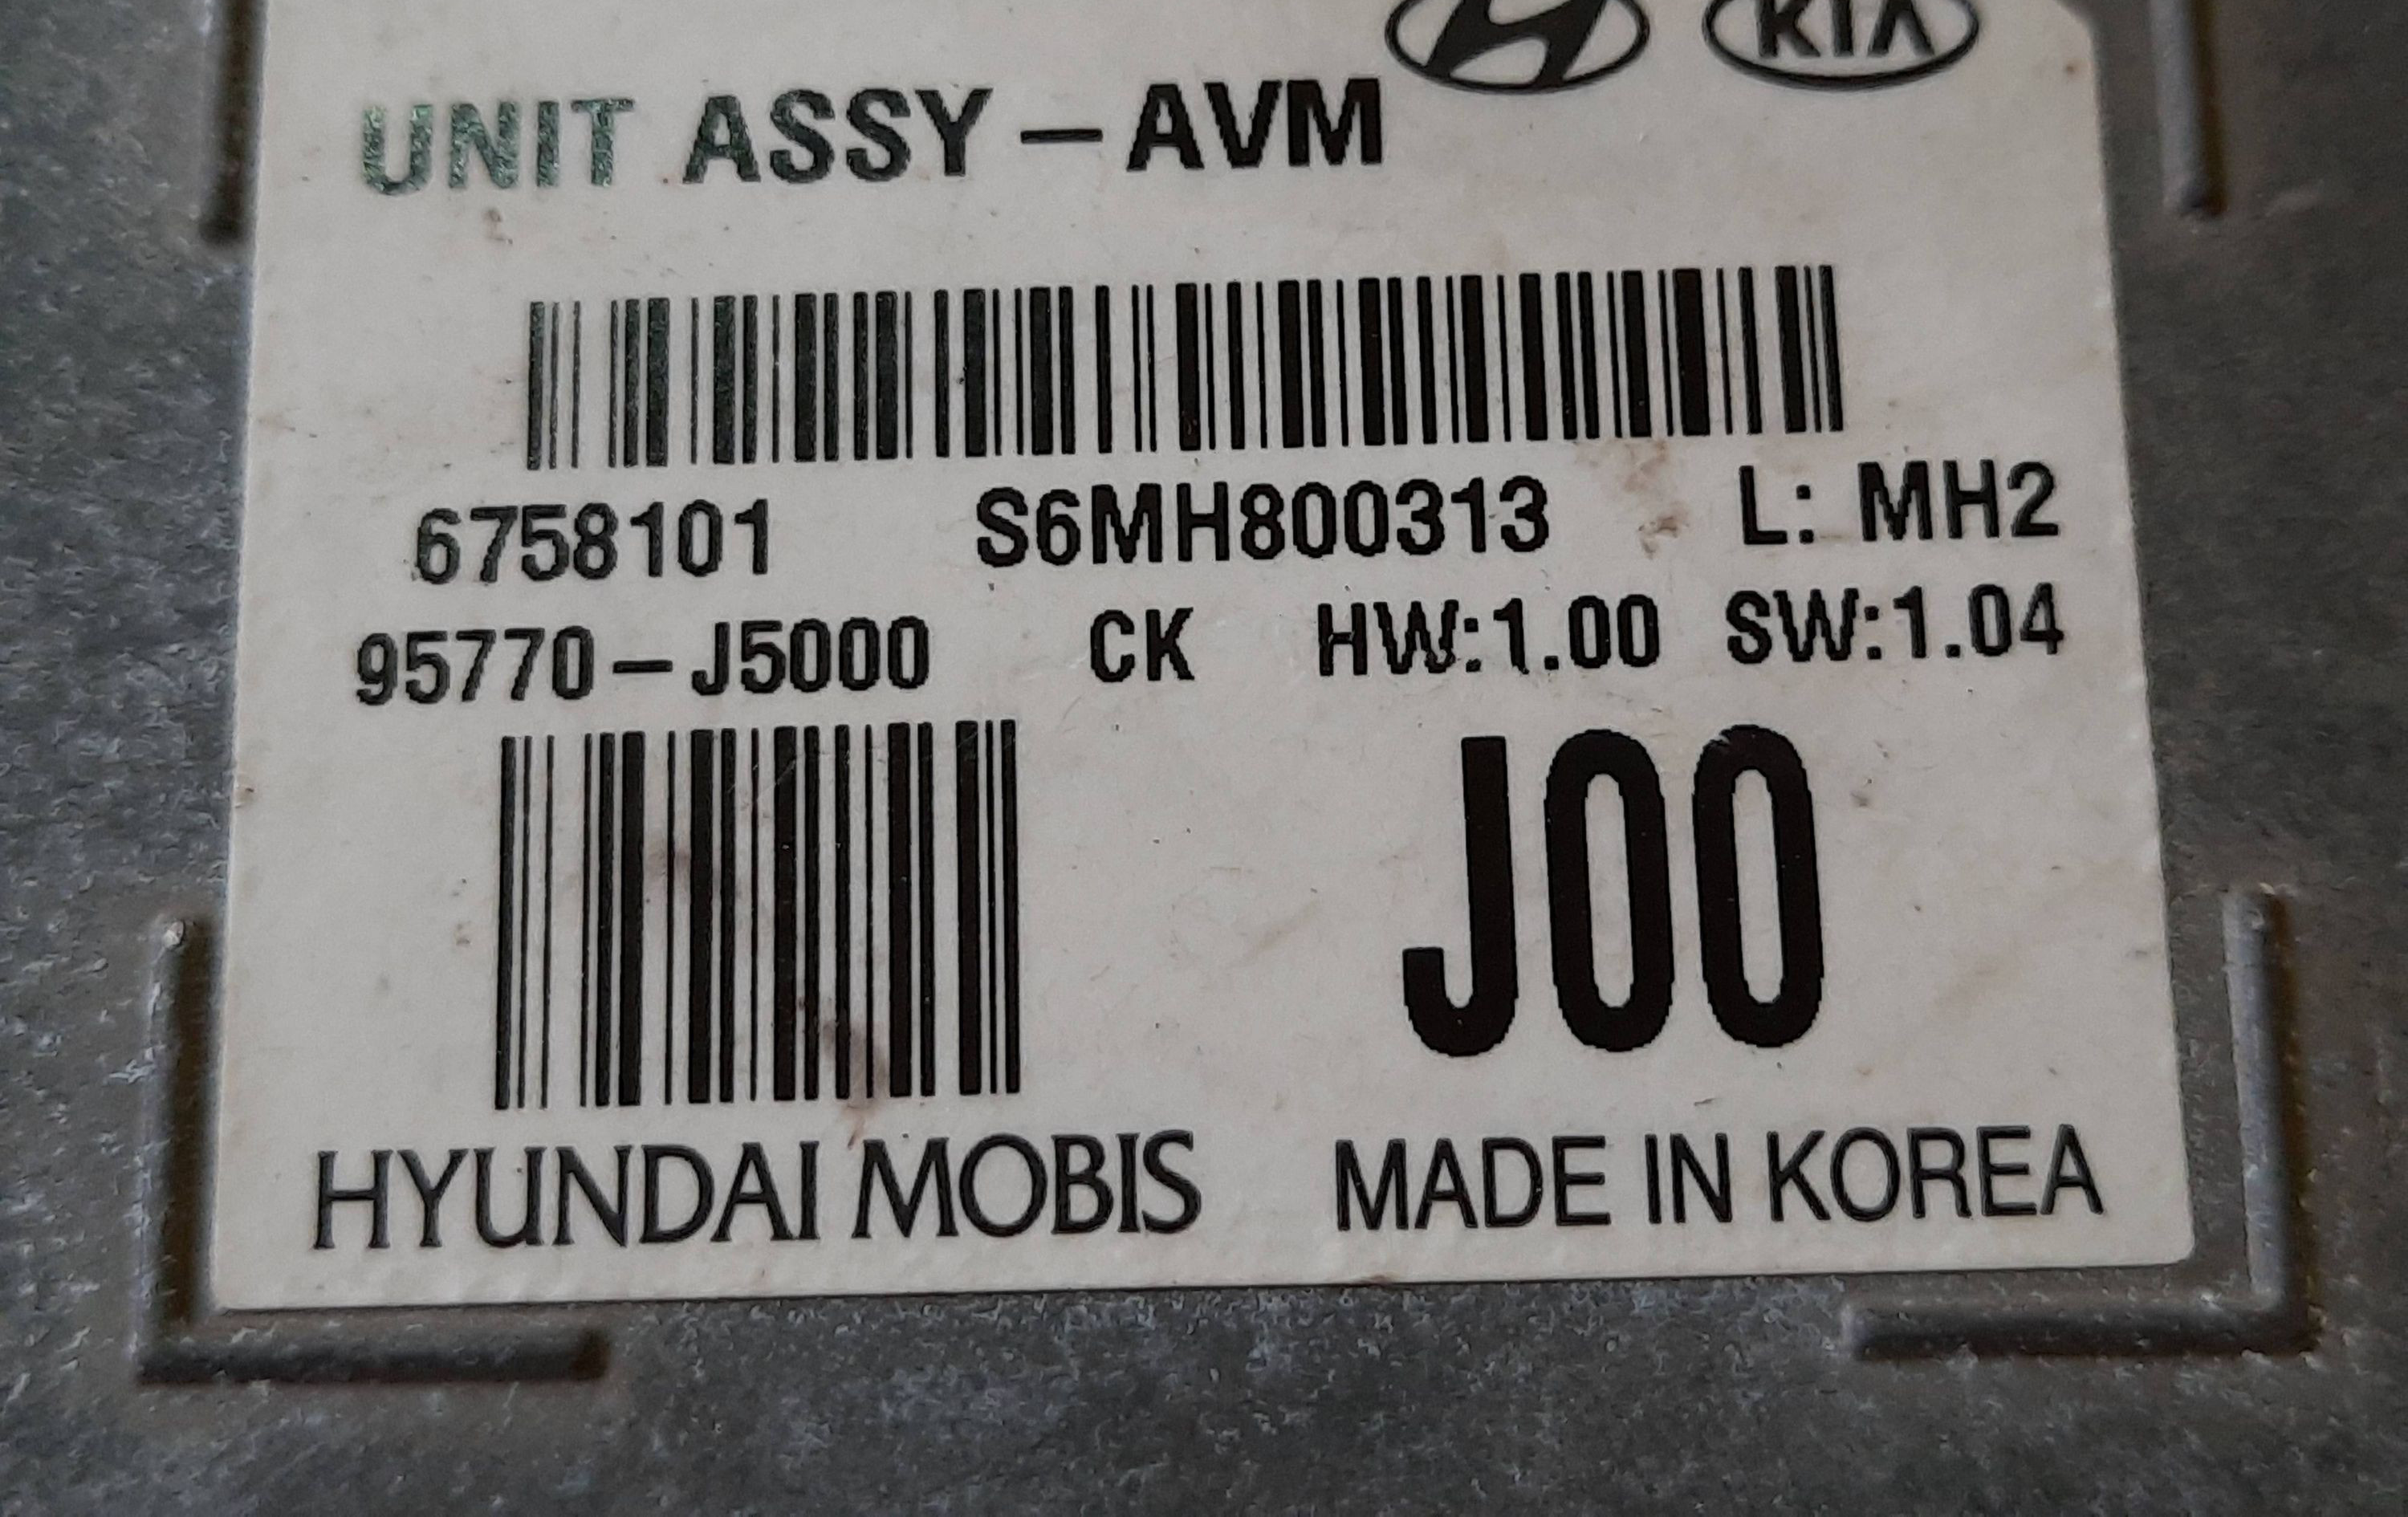 KIA
UNIT ASSY-AVM
6758101 S6MH800313 L: MH2
95770-J5000 CK HW:1.00 SW:1.04
J00
HYUNDAI MOBIS MADE IN KOREA